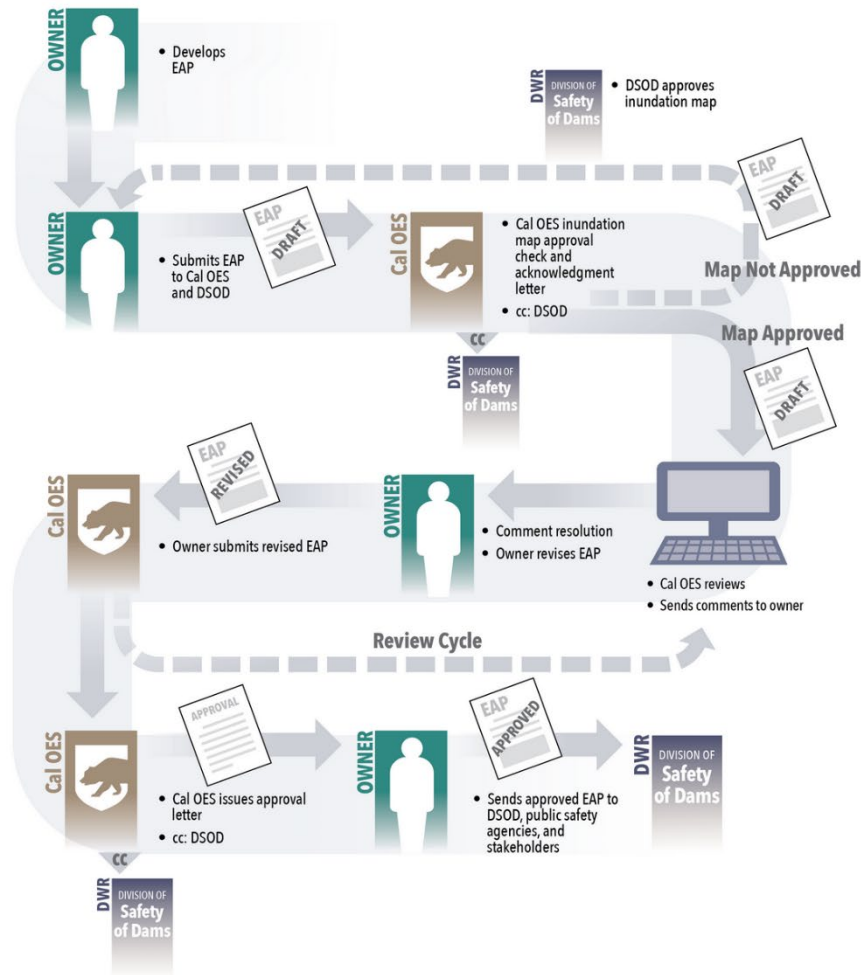 OWNER
• Develops
EAP
DWR
DIVISION OF
Safety
of Dams
• DSOD approves
inundation map
OWNER
• Submits EAP
to Cal OES
and DSOD
EAP
DRAFT
Cal OES
• Cal OES inundation
map approval
check and
acknowledgment
letter
• cc: DSOD
EAP
DRAFT
Map Not Approved
Map Approved
EAP
DRAFT
CC
DWR
DIVISION OF
Safety
of Dams
Cal OES
• Owner submits revised EAP
EAP
REVISED
OWNER
• Comment resolution
• Owner revises EAP
• Cal OES reviews
• Sends comments to owner
Review Cycle
Cal OES
• Cal OES issues approval
letter
• cc: DSOD
APPROVAL
OWNER
• Sends approved EAP to
DSOD, public safety
agencies, and
stakeholders
EAP
APPROVED
DWR
DIVISION OF
Safety
of Dams
CC
DWR
DIVISION OF
Safety
of Dams